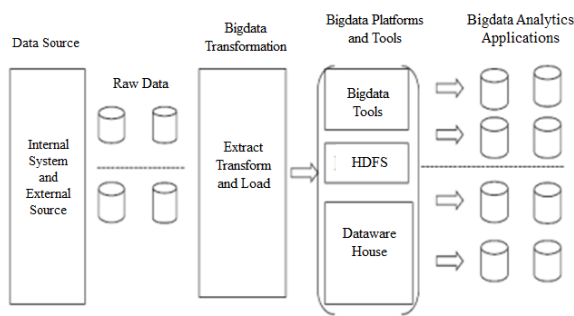 Data Source
Raw Data
Internal
System
and
External
Source
Bigdata
Transformation
Extract
Transform
and Load
Bigdata Platforms
and Tools
Bigdata
Tools
HDFS
Dataware
House
Bigdata Analytics
Applications